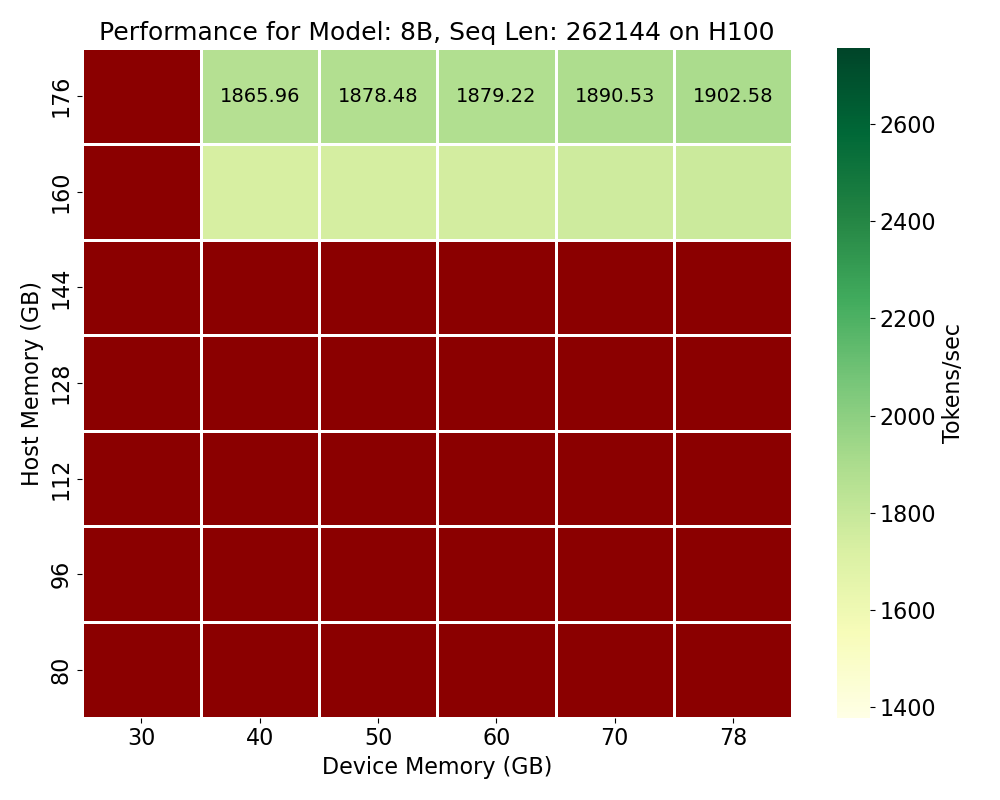 Performance for Model: 8B, Seq Len: 262144 on H100
176 1865.96 1878.48 1879.22 1890.53 1902.58
160
144
128
112
96
80
Host Memory (GB)
30 40 50 60 70 78
Device Memory (GB)
2600
2400
2200
2000
1800
1600
1400
Tokens/sec